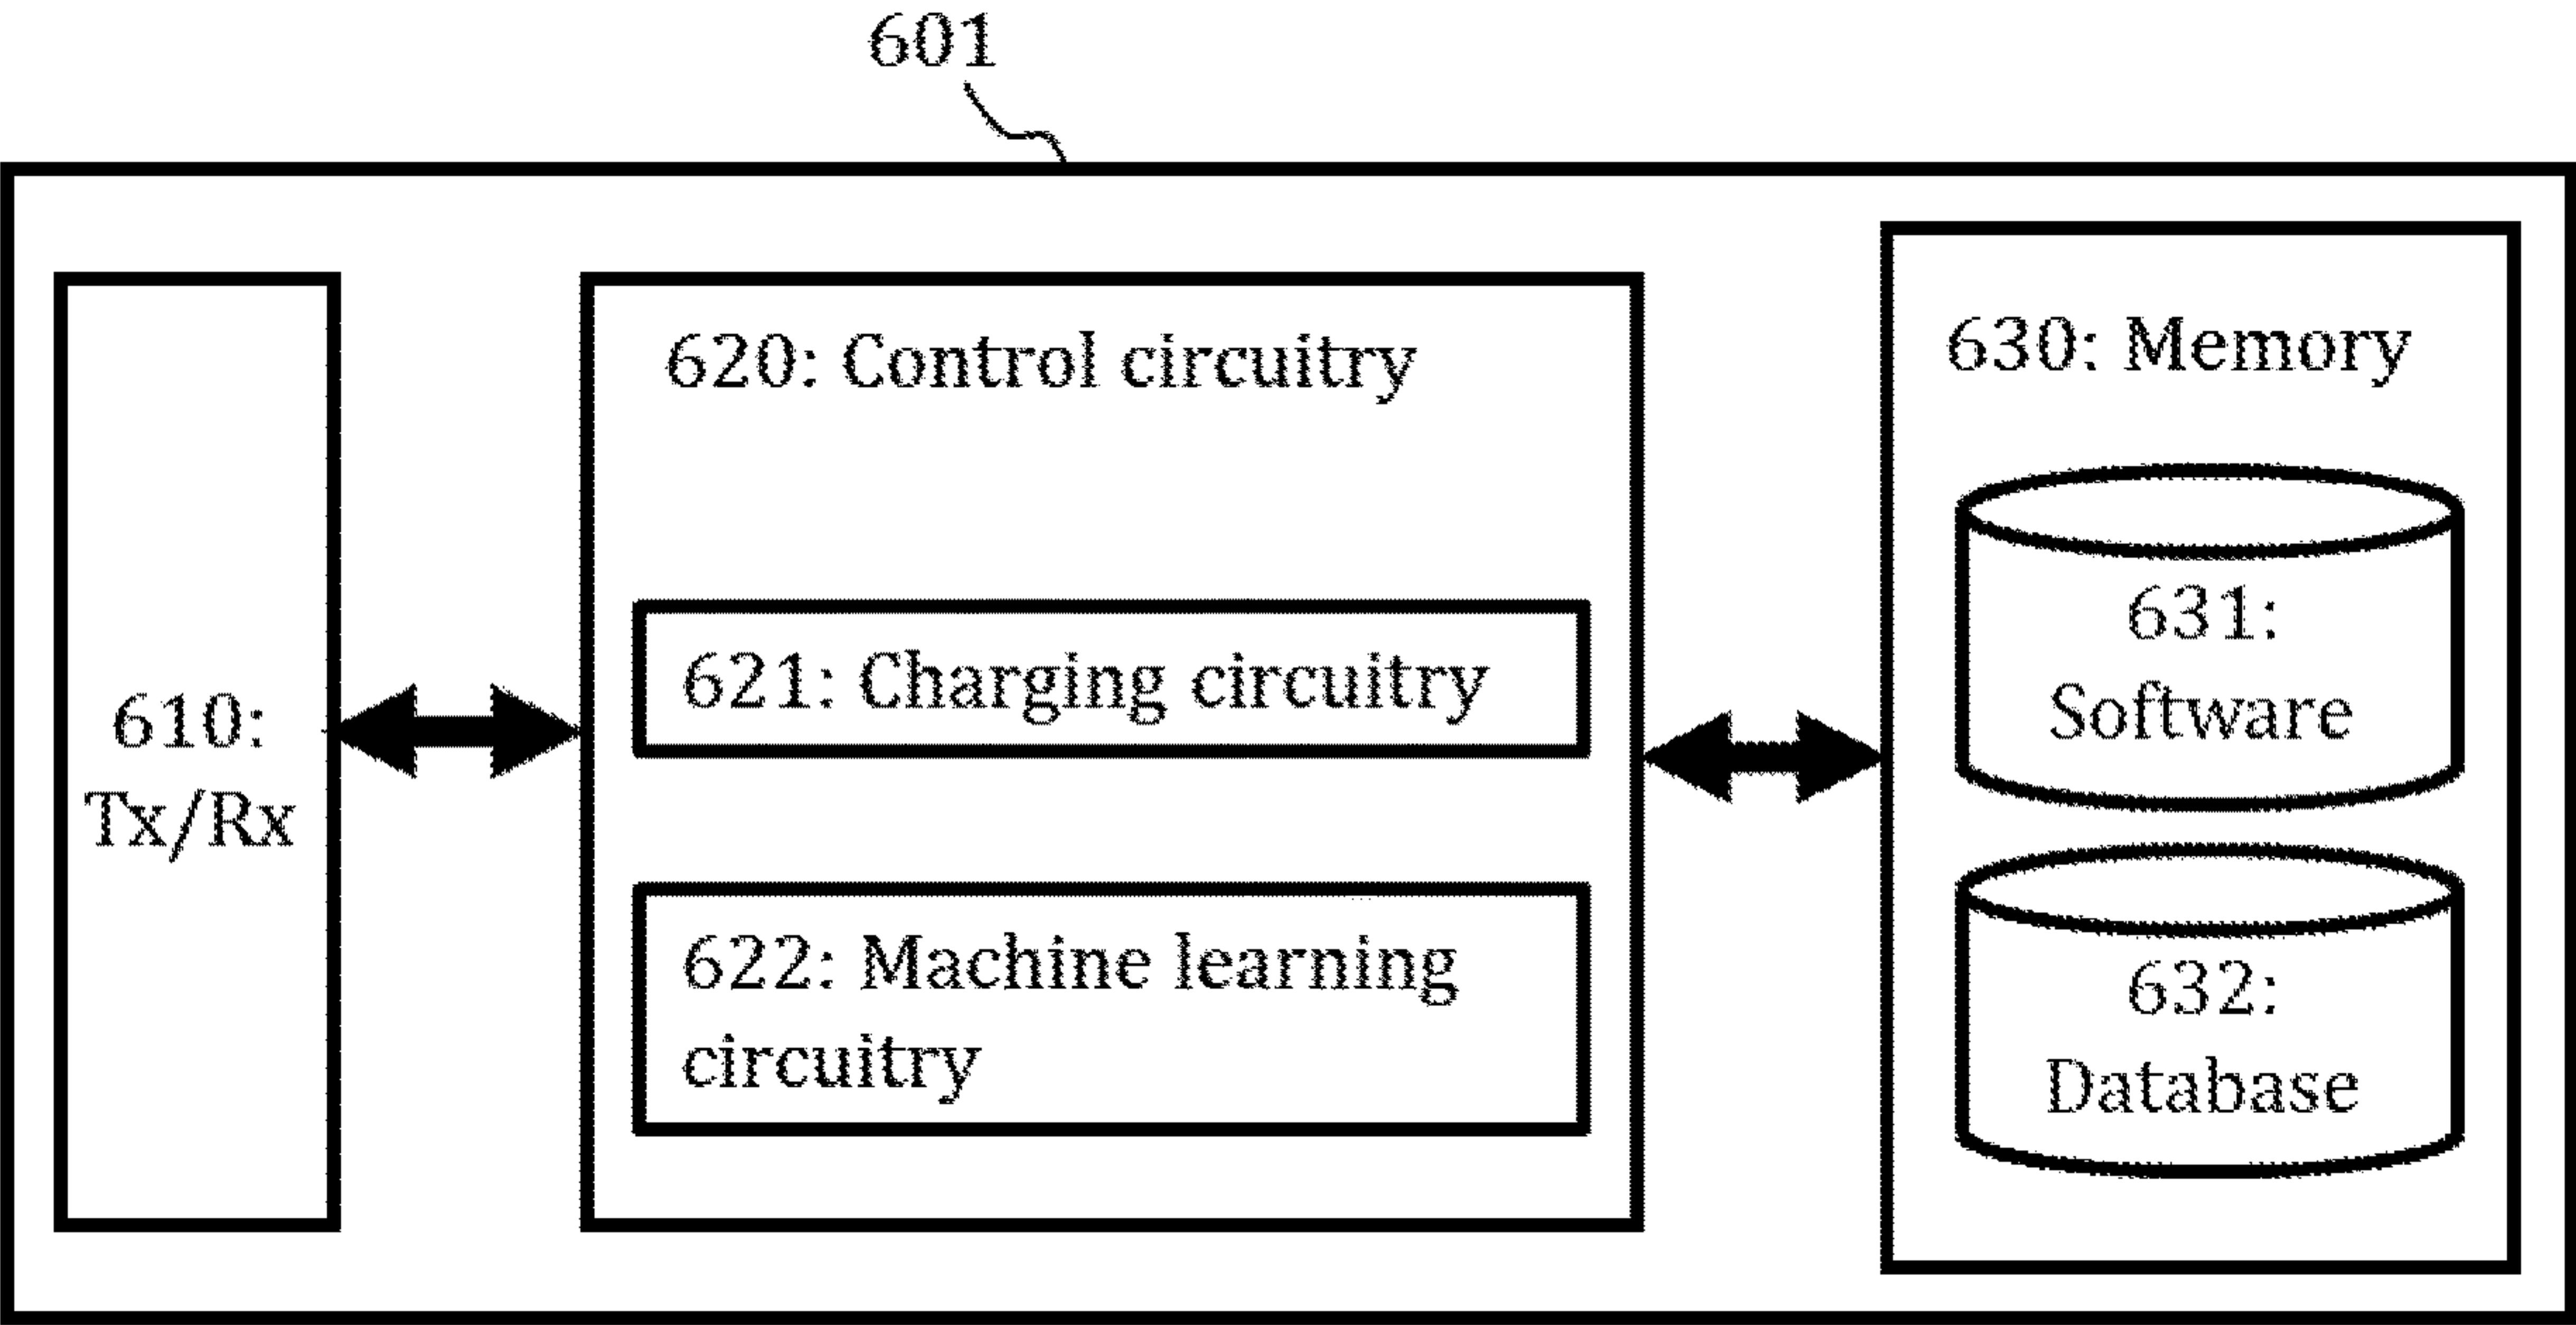 601
610:
Tx/Rx
620: Control circuitry
621: Charging circuitry
622: Machine learning
circuitry
630: Memory
631:
Software
632:
Database